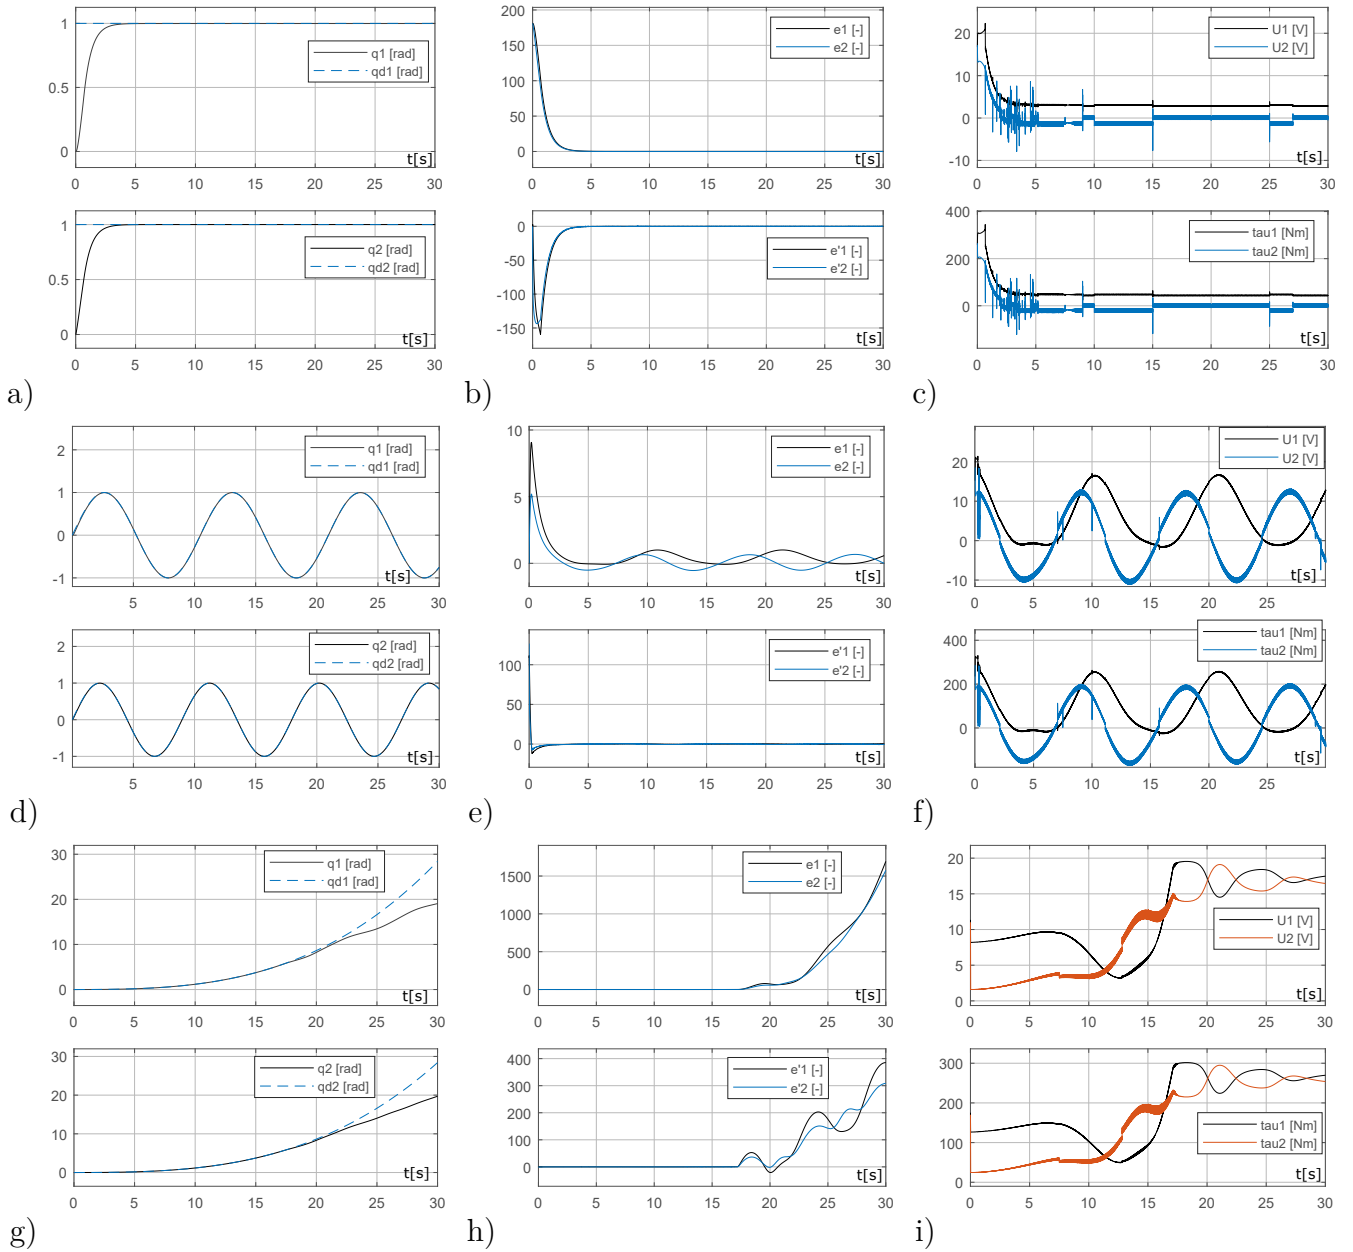 1
0.5
0
q1 [rad]
qd1 [rad]
t[s]
0 5 10 15 20 25 30
1
0.5
0
q2 [rad]
qd2 [rad]
t[s]
0 5 10 15 20 25 30
a)
200
150
100
50
0
e1 [-]
e2 [-]
t[s]
0 5 10 15 20 25 30
0
-50
-100
-150
e'1 [-]
e'2 [-]
t[s]
0 5 10 15 20 25 30
b)
20
10
0
-10
U1 [V]
U2 [V]
t[s]
0 5 10 15 20 25 30
400
200
0
tau1 [Nm]
tau2 [Nm]
t[s]
0 5 10 15 20 25 30
c)
2
1
0
-1
q1 [rad]
qd1 [rad]
t[s]
5 10 15 20 25 30
2
1
0
-1
q2 [rad]
qd2 [rad]
t[s]
5 10 15 20 25 30
d)
10
5
0
e1 [-]
e2 [-]
t[s]
0 5 10 15 20 25 30
100
50
0
e'1 [-]
e'2 [-]
t[s]
0 5 10 15 20 25 30
e)
20
10
0
-10
U1 [V]
U2 [V]
t[s]
0 5 10 15 20 25 30
400
200
0
tau1 [Nm]
tau2 [Nm]
t[s]
0 5 10 15 20 25
f)
30
20
10
0
q1 [rad]
qd1 [rad]
t[s]
0 5 10 15 20 25 30
30
20
10
0
q2 [rad]
qd2 [rad]
t[s]
0 5 10 15 20 25 30
g)
1500
1000
500
0
e1 [-]
e2 [-]
t[s]
0 5 10 15 20 25 30
400
300
200
100
0
e'1 [-]
e'2 [-]
t[s]
0 5 10 15 20 25 30
h)
20
15
10
5
0
U1 [V]
U2 [V]
t[s]
0 5 10 15 20 25 30
300
200
100
0
tau1 [Nm]
tau2 [Nm]
t[s]
0 5 10 15 20 25 30
i)